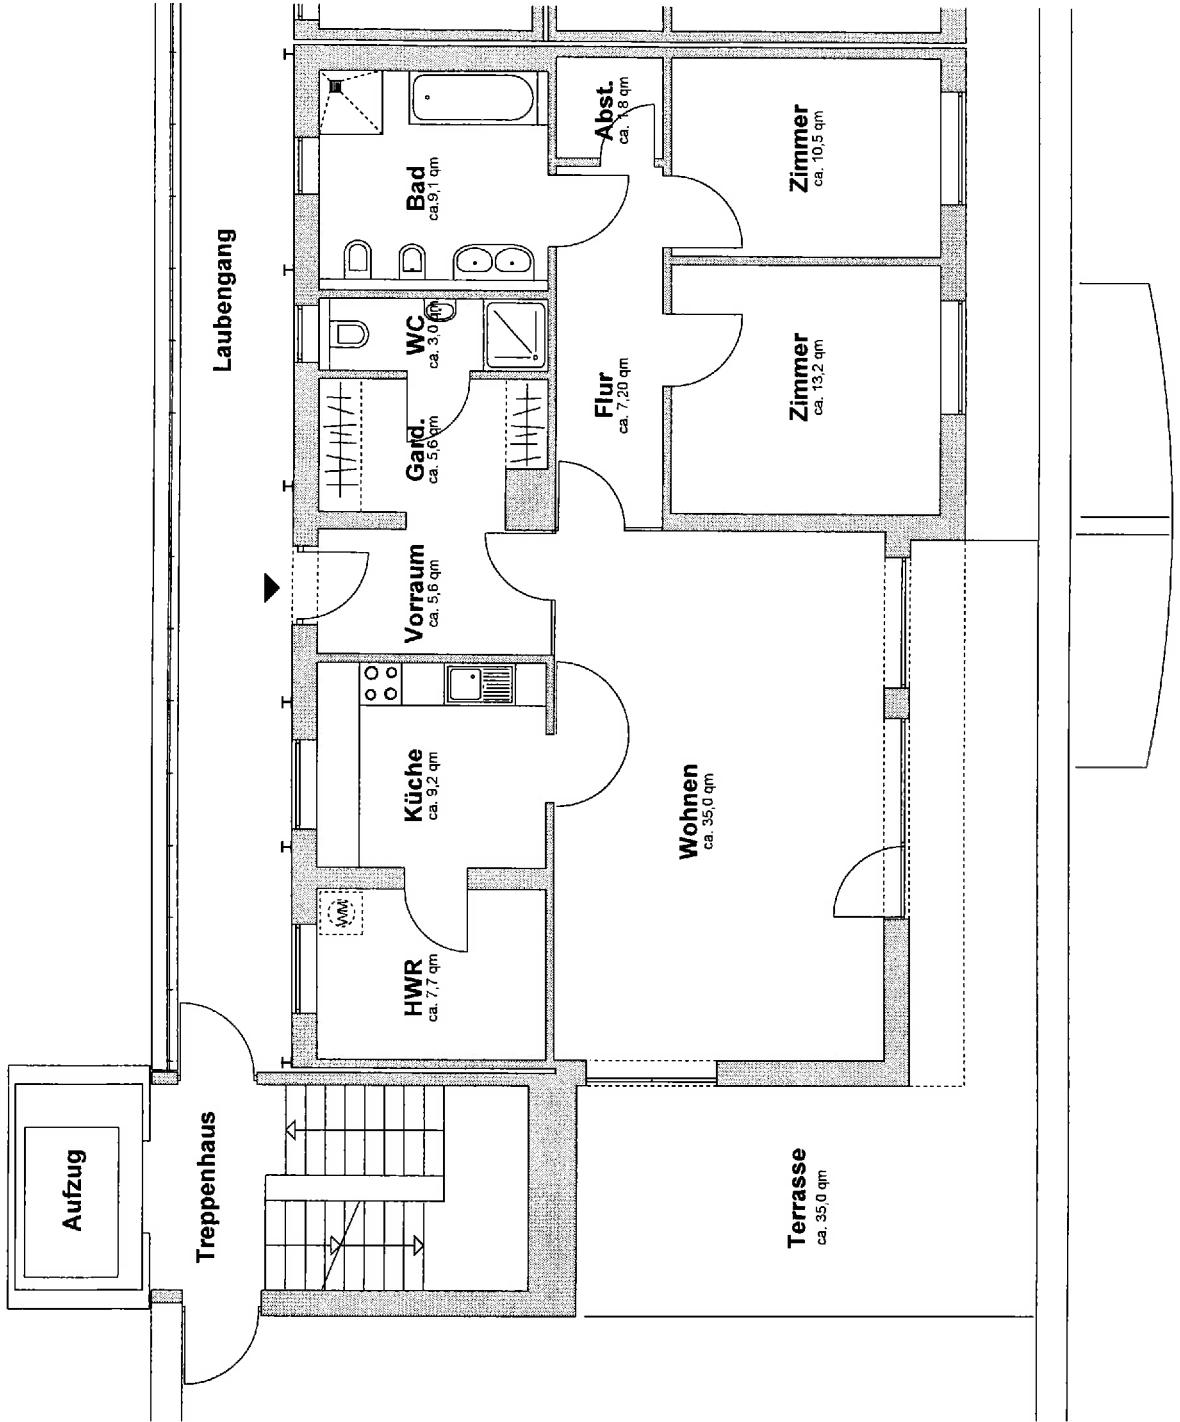 Aufzug
Treppenhaus
Laubengang
HWR
ca. 7,7 qm
WM
Küche
ca. 9,2 qm
Vorraum
ca. 5,6 qm
Gard.
ca. 5,6 qm
WC
ca. 3,0 qm
Bad
ca.9,1 qm
Flur
ca. 7,20 qm
Abst.
ca. 1,8 qm
Wohnen
ca. 35,0 qm
Terrasse
ca. 35,0 qm
Zimmer
ca. 13,2 qm
Zimmer
ca. 10,5 qm